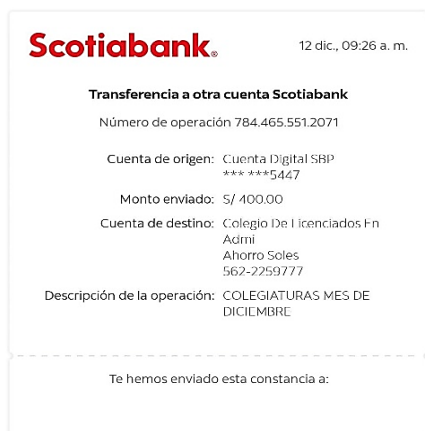 Scotiabank®
12 dic., 09:26 a. m.
Transferencia a otra cuenta Scotiabank
Número de operación 784.465.551.2071
Cuenta de origen: Cuenta Digital SBP
*** ***5447
Monto enviado: S/ 400.00
Cuenta de destino: Colegio De Licenciados En
Admi
Ahorro Soles
562-2259777
Descripción de la operación: COLEGIATURAS MES DE
DICIEMBRE
Te hemos enviado esta constancia a: